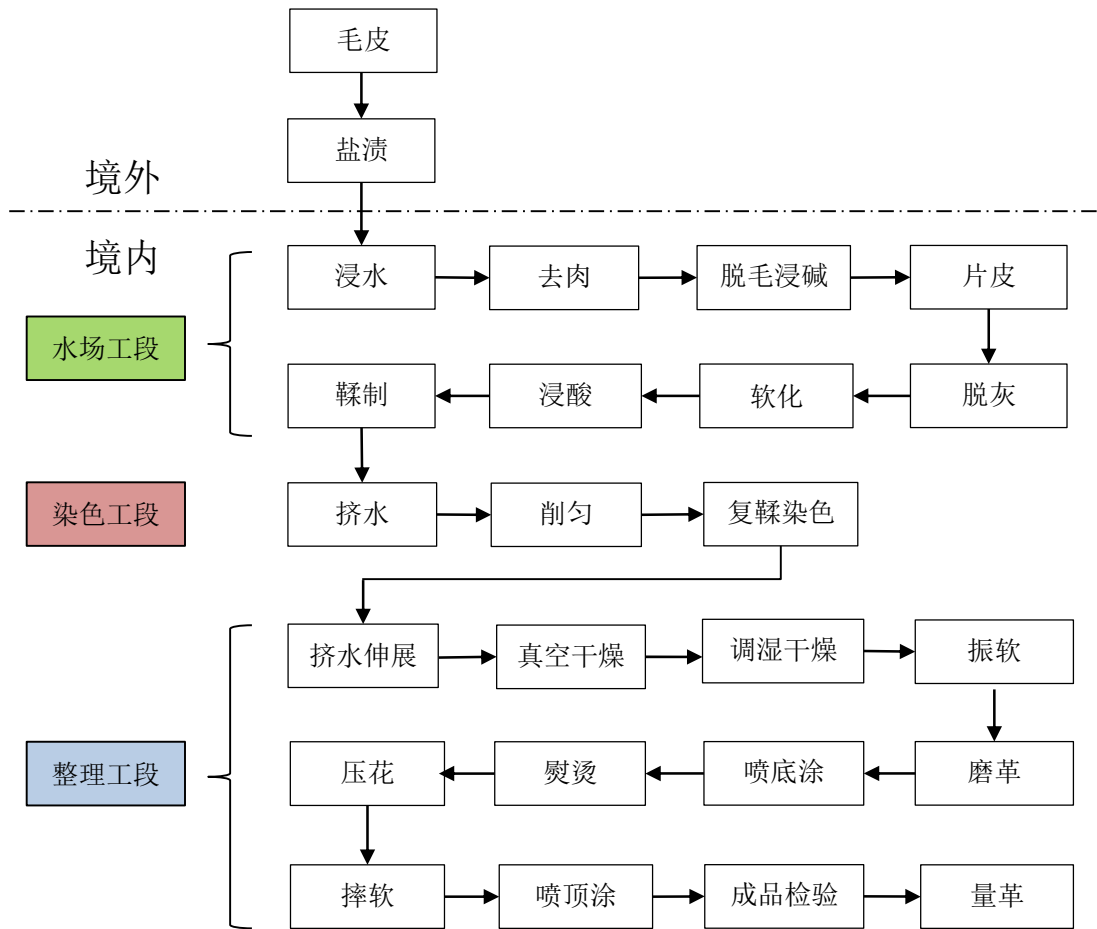 毛皮
盐渍
境外
境内
浸水
去肉
脱毛浸碱
片皮
水场工段
鞣制
浸酸
软化
脱灰
染色工段
挤水
削匀
复鞣染色
挤水伸展
真空干燥
调湿干燥
振软
整理工段
压花
熨烫
喷底涂
磨革
摔软
喷顶涂
成品检验
量革